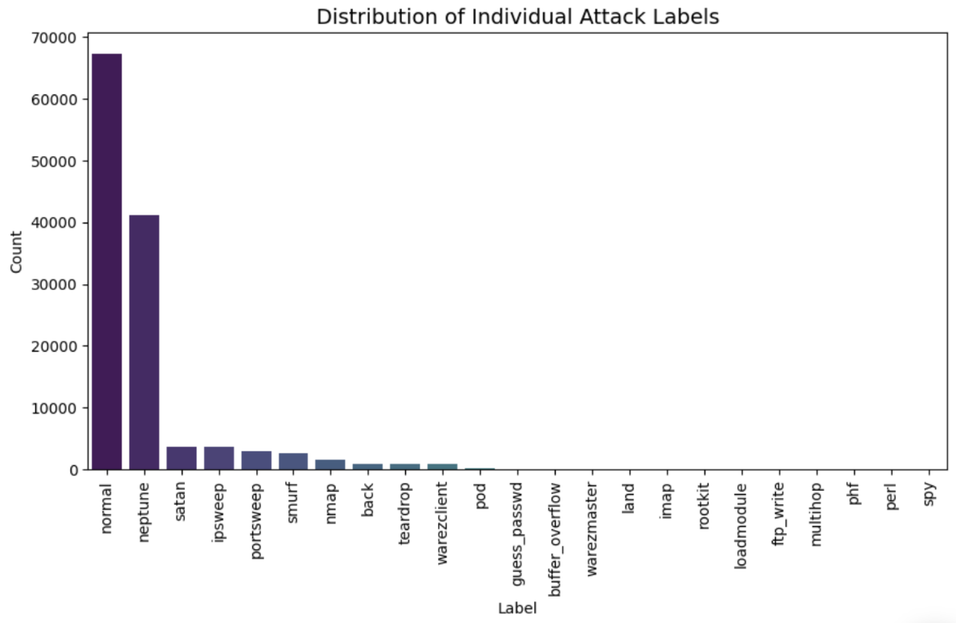 Distribution of Individual Attack Labels
70000
60000
50000
40000
30000
20000
10000
0
Count
normal
neptune
satan
ipsweep
portsweep
smurf
nmap
back
teardrop
warezclient
pod
guess_passwd
buffer_overflow
warezmaster
land
imap
rootkit
loadmodule
ftp_write
multihop
phf
perl
spy
Label